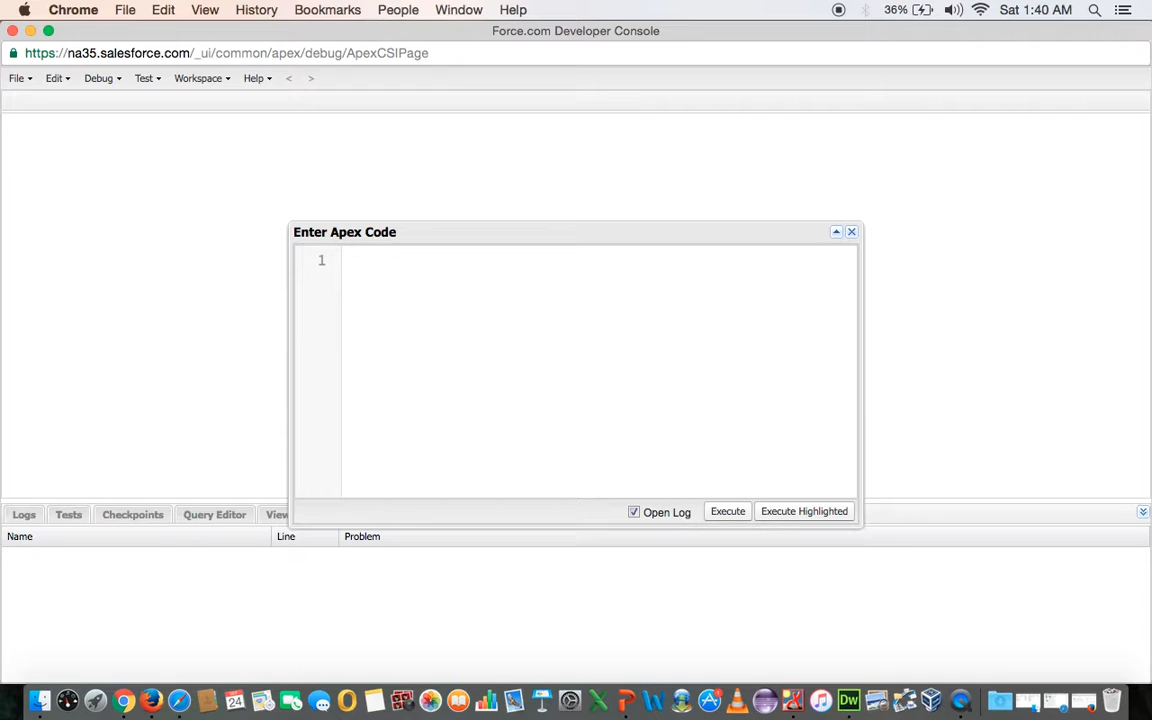 Chrome File Edit View History Bookmarks People Window Help 36% Sat 1:40 AM
Force.com Developer Console
https://na35.salesforce.com/_ui/common/apex/debug/ApexCSIPage
File Edit Debug Test Workspace Help < >
Enter Apex Code
1
Open Log Execute Execute Highlighted
Logs Tests Checkpoints Query Editor View
Name Line Problem
24 Dw